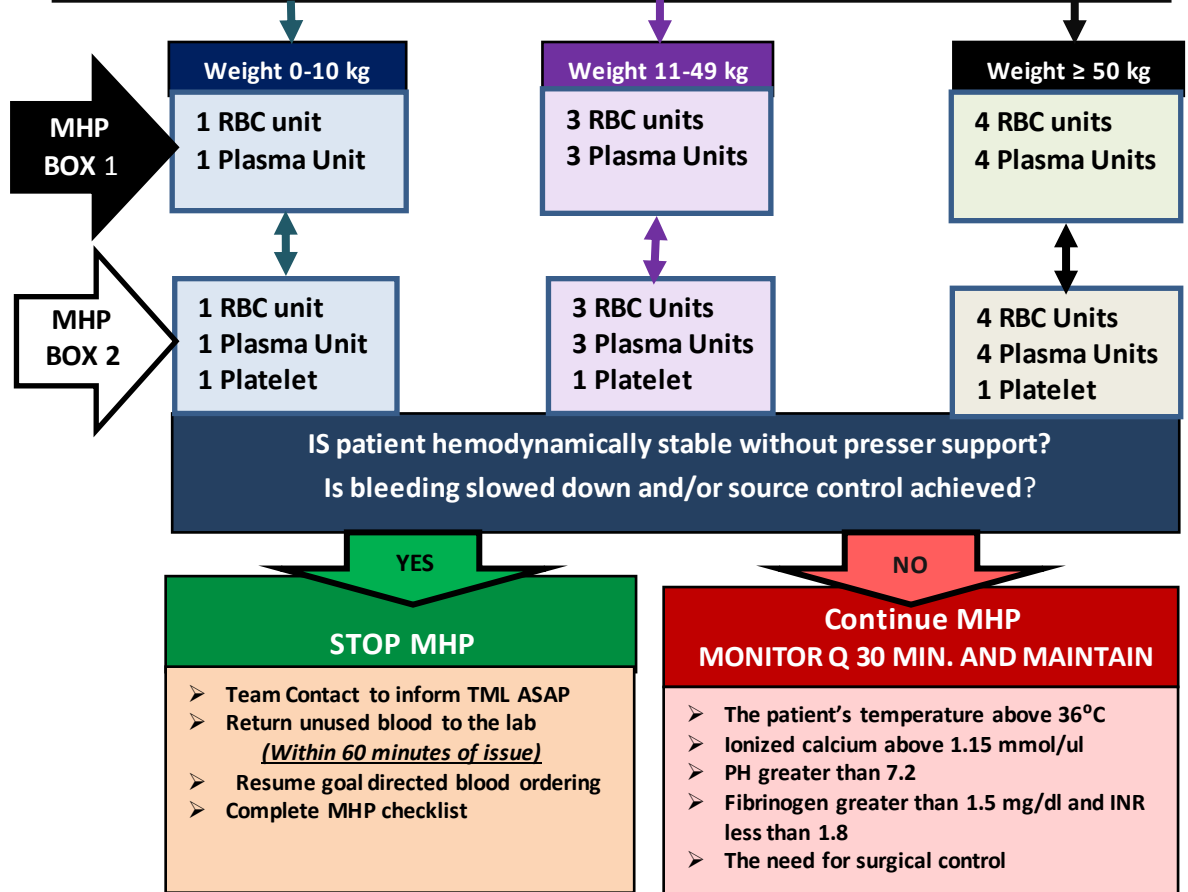 Weight 0-10 kg
Weight 11-49 kg
Weight ≥ 50 kg
MHP
BOX 1
1 RBC unit
1 Plasma Unit
3 RBC units
3 Plasma Units
4 RBC units
4 Plasma Units
MHP
BOX 2
1 RBC unit
1 Plasma Unit
1 Platelet
3 RBC Units
3 Plasma Units
1 Platelet
4 RBC Units
4 Plasma Units
1 Platelet
IS patient hemodynamically stable without presser support?
Is bleeding slowed down and/or source control achieved?
YES
NO
STOP MHP
➢ Team Contact to inform TML ASAP
➢ Return unused blood to the lab
(Within 60 minutes of issue)
➢ Resume goal directed blood ordering
➢ Complete MHP checklist
Continue MHP
MONITOR Q 30 MIN. AND MAINTAIN
➢ The patient's temperature above 36⁰C
➢ Ionized calcium above 1.15 mmol/ul
➢ PH greater than 7.2
➢ Fibrinogen greater than 1.5 mg/dl and INR
less than 1.8
➢ The need for surgical control